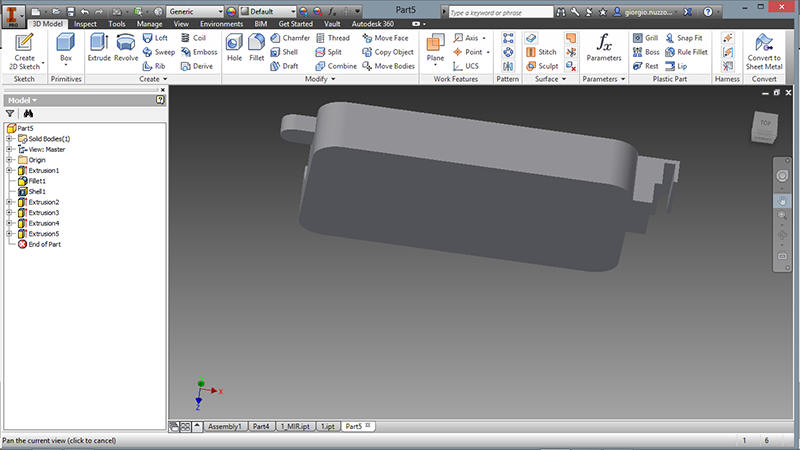 Generic
Default
Part5
Type a keyword or phrase
giorgio.nuzzo...
PRO
3D Model Inspect Tools Manage View Environments BIM Get Started Vault Autodesk 360
Create
2D Sketch
Box
Extrude Revolve
Loft Coil
Sweep Emboss
Rib Derive
Hole Fillet
Chamfer Thread Move Face
Shell Split Copy Object
Draft Combine Move Bodies
Plane
Axis
Point
UCS
Stitch
Sculpt
fx
Parameters
Grill Snap Fit
Boss Rule Fillet
Rest Lip
Convert to
Sheet Metal
Sketch Primitives Create Modify Work Features Pattern Surface Parameters Plastic Part Harness Convert
Model
Part5
Solid Bodies(1)
View: Master
Origin
Extrusion1
Fillet1
Shell1
Extrusion2
Extrusion3
Extrusion4
Extrusion5
End of Part
TOP
X
Z
Assembly1 Part4 1_MIR.ipt 1.ipt Part5
Pan the current view (click to cancel) 1 6